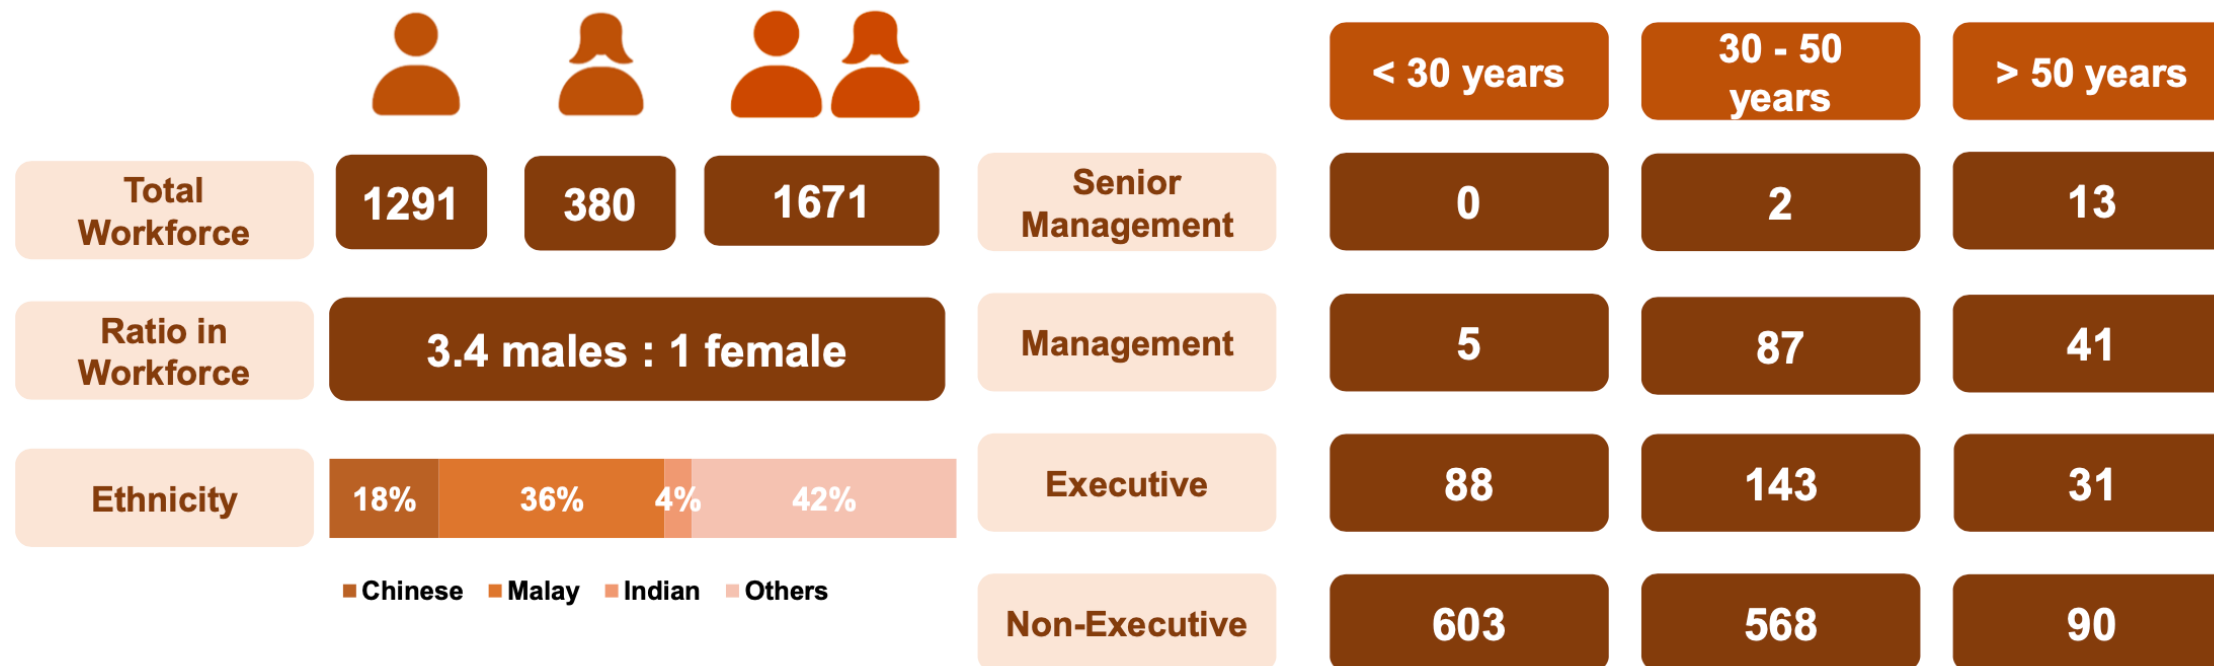 Total
Workforce
1291
380
1671
Ratio in
Workforce
3.4 males : 1 female
Ethnicity
18%
36%
4%
42%
Chinese
Malay
Indian
Others
< 30 years
30 - 50
years
> 50 years
Senior
Management
0
2
13
Management
5
87
41
Executive
88
143
31
Non-Executive
603
568
90